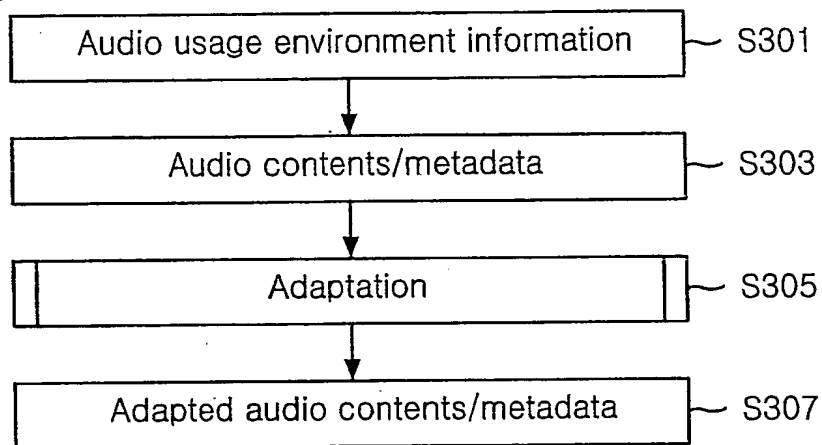 Audio usage environment information S301
Audio contents/metadata S303
Adaptation S305
Adapted audio contents/metadata S307